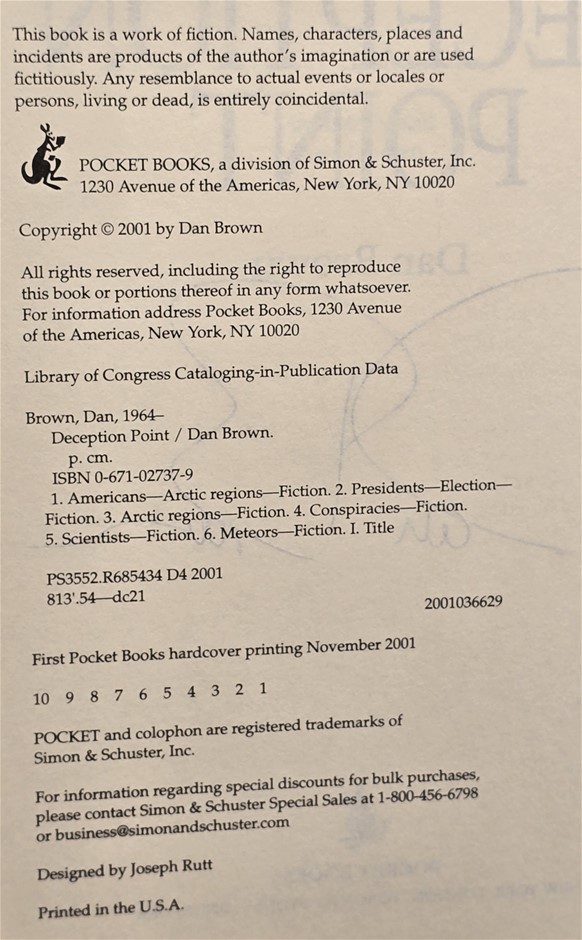 This book is a work of fiction. Names, characters, places and
incidents are products of the author's imagination or are used
fictitiously. Any resemblance to actual events or locales or
persons, living or dead, is entirely coincidental.
POCKET BOOKS, a division of Simon & Schuster, Inc.
1230 Avenue of the Americas, New York, NY 10020
Copyright © 2001 by Dan Brown
All rights reserved, including the right to reproduce
this book or portions thereof in any form whatsoever.
For information address Pocket Books, 1230 Avenue
of the Americas, New York, NY 10020
Library of Congress Cataloging-in-Publication Data
Brown, Dan, 1964–
Deception Point / Dan Brown.
p. cm.
ISBN 0-671-02737-9
1. Americans—Arctic regions—Fiction. 2. Presidents—Election—
Fiction. 3. Arctic regions—Fiction. 4. Conspiracies—Fiction.
5. Scientists—Fiction. 6. Meteors—Fiction. I. Title
PS3552.R685434 D4 2001
813'.54—dc21
2001036629
First Pocket Books hardcover printing November 2001
10 9 8 7 6 5 4 3 2 1
POCKET and colophon are registered trademarks of
Simon & Schuster, Inc.
For information regarding special discounts for bulk purchases,
please contact Simon & Schuster Special Sales at 1-800-456-6798
or business@simonandschuster.com
Designed by Joseph Rutt
Printed in the U.S.A.